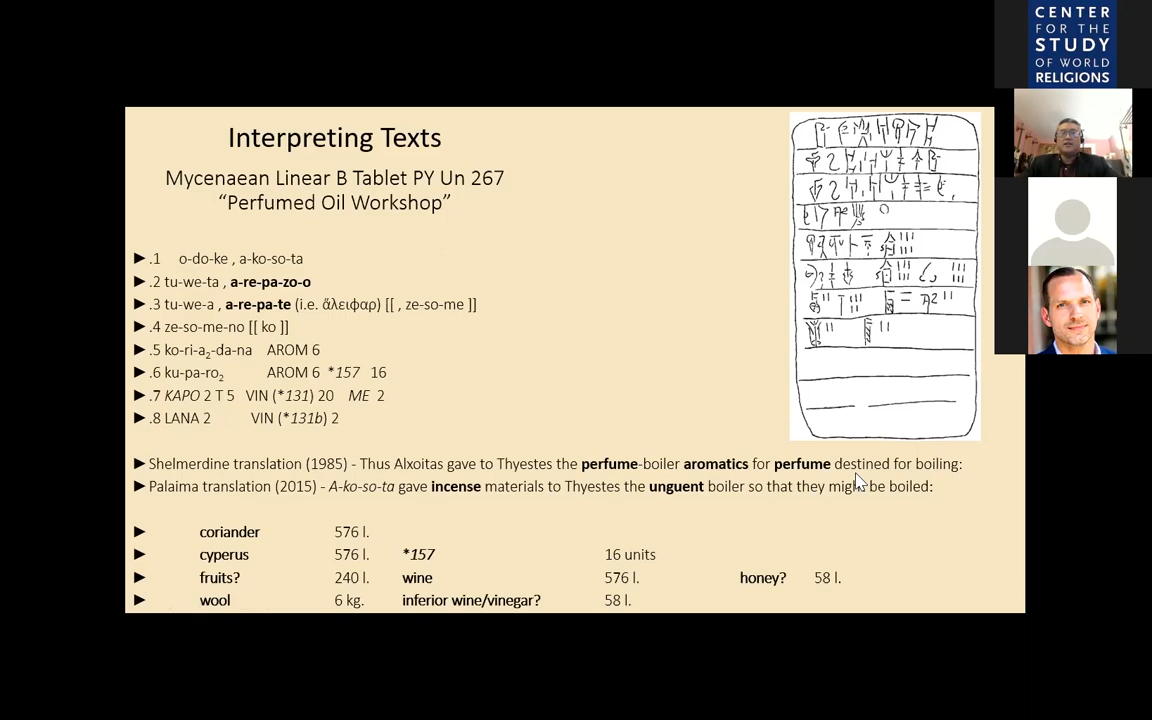 CENTER
FOR THE
STUDY
OF WORLD
RELIGIONS
Interpreting Texts
Mycenaean Linear B Tablet PY Un 267
“Perfumed Oil Workshop”
►.1 o-do-ke , a-ko-so-ta
►.2 tu-we-ta , a-re-pa-zo-o
►.3 tu-we-a , a-re-pa-te (i.e. ἄλειφαρ) [[ , ze-so-me ]]
►.4 ze-so-me-no [[ ko ]]
►.5 ko-ri-a₂-da-na AROM 6
►.6 ku-pa-ro₂ AROM 6 *157 16
►.7 KAPO 2 T 5 VIN (*131) 20 ME 2
►.8 LANA 2 VIN (*131b) 2
►Shelmerdine translation (1985) - Thus Alxoitas gave to Thyestes the perfume-boiler aromatics for perfume destined for boiling:
►Palaima translation (2015) - A-ko-so-ta gave incense materials to Thyestes the unguent boiler so that they might be boiled:
► coriander 576 l.
► cyperus 576 l. *157 16 units
► fruits? 240 l. wine 576 l. honey? 58 l.
► wool 6 kg. inferior wine/vinegar? 58 l.